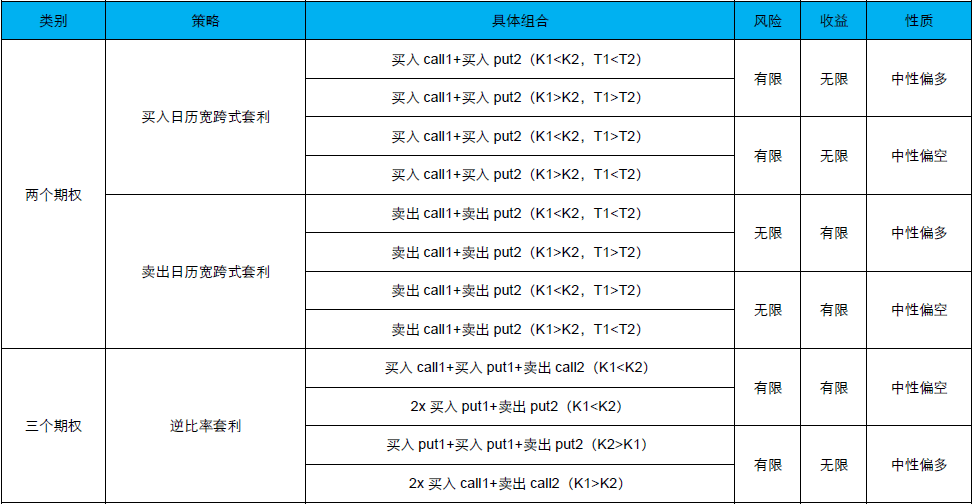 类别 策略 具体组合 风险 收益 性质
两个期权
买入日历宽跨式套利
买入 call1+买入 put2（K1<K2，T1<T2）
买入 call1+买入 put2（K1>K2，T1>T2）
有限 无限 中性偏多
买入 call1+买入 put2（K1<K2，T1>T2）
买入 call1+买入 put2（K1>K2，T1<T2）
有限 无限 中性偏空
卖出日历宽跨式套利
卖出 call1+卖出 put2（K1<K2，T1<T2）
卖出 call1+卖出 put2（K1>K2，T1>T2）
无限 有限 中性偏多
卖出 call1+卖出 put2（K1<K2，T1>T2）
卖出 call1+卖出 put2（K1>K2，T1<T2）
无限 有限 中性偏空
三个期权
逆比率套利
买入 call1+买入 put1+卖出 call2（K1<K2）
2x 买入 put1+卖出 put2（K1<K2）
有限 有限 中性偏空
买入 put1+买入 put1+卖出 put2（K2>K1）
2x 买入 call1+卖出 call2（K1>K2）
有限 无限 中性偏多